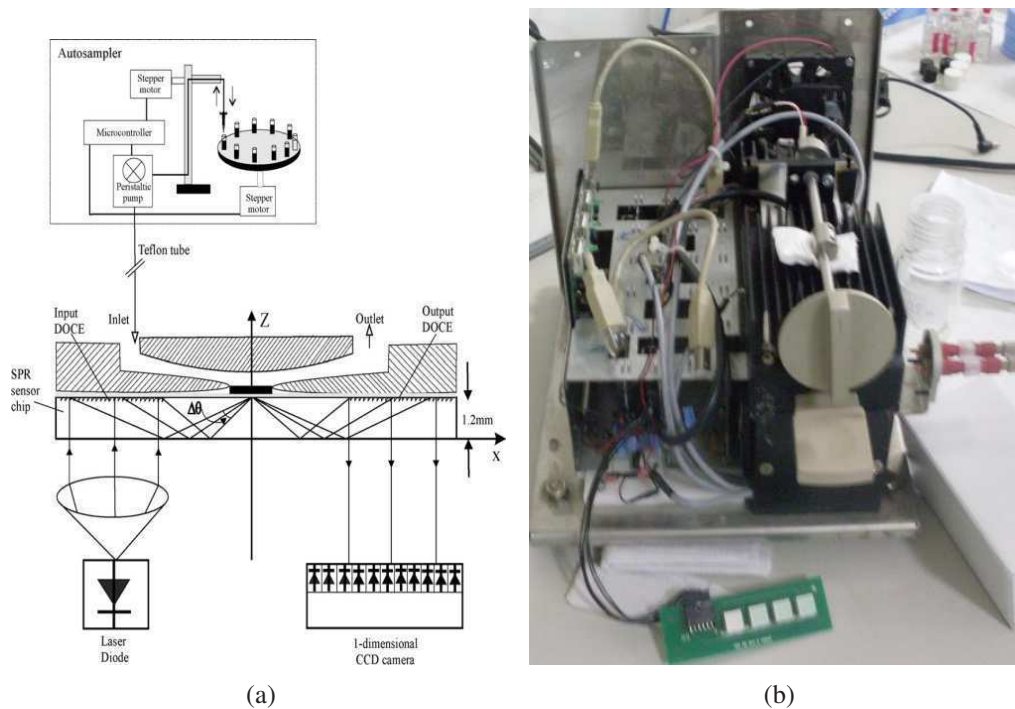 Autosampler
Stepper
motor
Microcontroller
Peristaltic
pump
Stepper
motor
Teflon tube
Input
DOCE
Inlet
Z
Outlet
Output
DOCE
SPR
sensor
chip
Δθ
1.2mm
x
Laser
Diode
1-dimensional
CCD camera
(a)
(b)